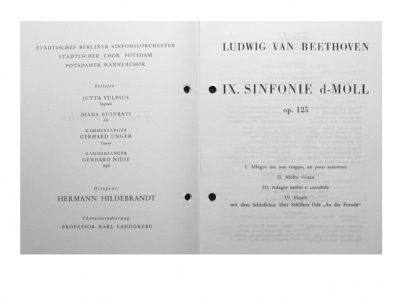 STÄDTISCHES BERLINER SINFONIEORCHESTER
STÄDTISCHER CHOR POTSDAM
POTSDAMER MÄNNERCHOR
Solisten:
JUTTA VULPIUS
Sopran
DIANA EUSTRATI
Alt
KAMMERSÄNGER
GERHARD UNGER
Tenor
KAMMERSÄNGER
GERHARD NIESE
Baß
Dirigent:
HERMANN HILDEBRANDT
Choreinstudierung:
PROFESSOR KARL LANDGREBE
LUDWIG VAN BEETHOVEN
IX. SINFONIE d-MOLL
op. 125
I. Allegro ma non troppo, un poco maestoso
II. Molto vivace
III. Adagio molto e cantabile
IV. Finale
mit dem Schlußchor über Schillers Ode „An die Freude"